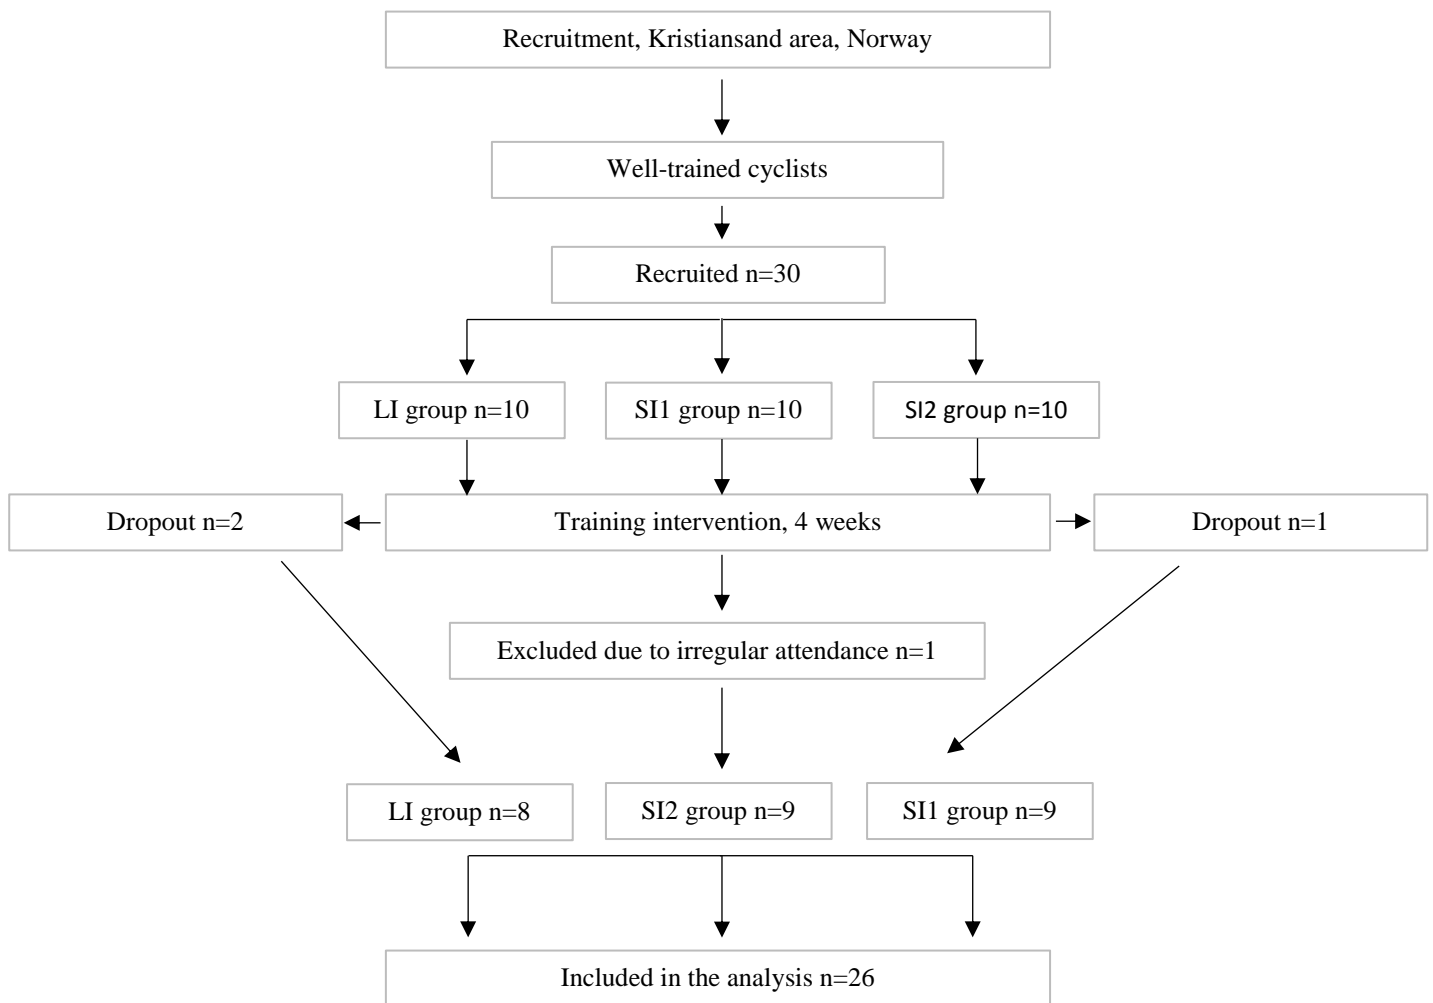 Recruitment, Kristiansand area, Norway
Well-trained cyclists
Recruited n=30
LI group n=10
SI1 group n=10
SI2 group n=10
Dropout n=2
Training intervention, 4 weeks
Dropout n=1
Excluded due to irregular attendance n=1
LI group n=8
SI2 group n=9
SI1 group n=9
Included in the analysis n=26